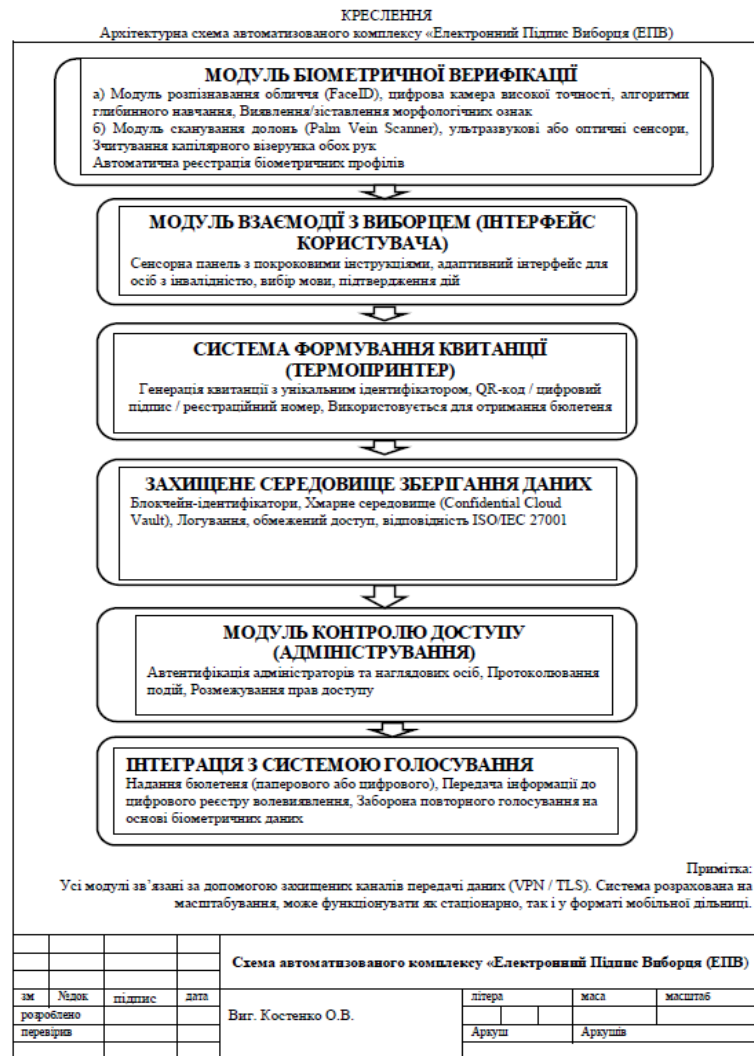 КРЕСЛЕННЯ
Архітектурна схема автоматизованого комплексу «Електронний Підпис Виборця (ЕПВ)
МОДУЛЬ БІОМЕТРИЧНОЇ ВЕРИФІКАЦІЇ
а) Модуль розпізнавання обличчя (FaceID), цифрова камера високої точності, алгоритми
глибинного навчання, Виявлення/зіставлення морфологічних ознак
б) Модуль сканування долонь (Palm Vein Scanner), ультразвукові або оптичні сенсори,
Зчитування капілярного візерунка обох рук
Автоматична реєстрація біометричних профілів
МОДУЛЬ ВЗАЄМОДІЇ З ВИБОРЦЕМ (ІНТЕРФЕЙС
КОРИСТУВАЧА)
Сенсорна панель з покроковими інструкціями, адаптивний інтерфейс для
осіб з інвалідністю, вибір мови, підтвердження дій
СИСТЕМА ФОРМУВАННЯ КВИТАНЦІЇ
(ТЕРМОПРИНТЕР)
Генерація квитанції з унікальним ідентифікатором, QR-код / цифровий
підпис / реєстраційний номер, Використовується для отримання бюлетеня
ЗАХИЩЕНЕ СЕРЕДОВИЩЕ ЗБЕРІГАННЯ ДАНИХ
Блокчейн-ідентифікатори, Хмарне середовище (Confidential Cloud
Vault), Логування, обмежений доступ, відповідність ISO/IEC 27001
МОДУЛЬ КОНТРОЛЮ ДОСТУПУ
(АДМІНІСТРУВАННЯ)
Автентифікація адміністраторів та наглядових осіб, Протоколювання
подій, Розмежування прав доступу
ІНТЕГРАЦІЯ З СИСТЕМОЮ ГОЛОСУВАННЯ
Надання бюлетеня (паперового або цифрового), Передача інформації до
цифрового реєстру волевиявлення, Заборона повторного голосування на
основі біометричних даних
Примітка:
Усі модулі зв’язані за допомогою захищених каналів передачі даних (VPN / TLS). Система розрахована на
масштабування, може функціонувати як стаціонарно, так і у форматі мобільної дільниці.
Схема автоматизованого комплексу «Електронний Підпис Виборця (ЕПВ)
зм №док підпис дата літера маса масштаб
розроблено Виг. Костенко О.В.
перевірив Аркуш Аркушів